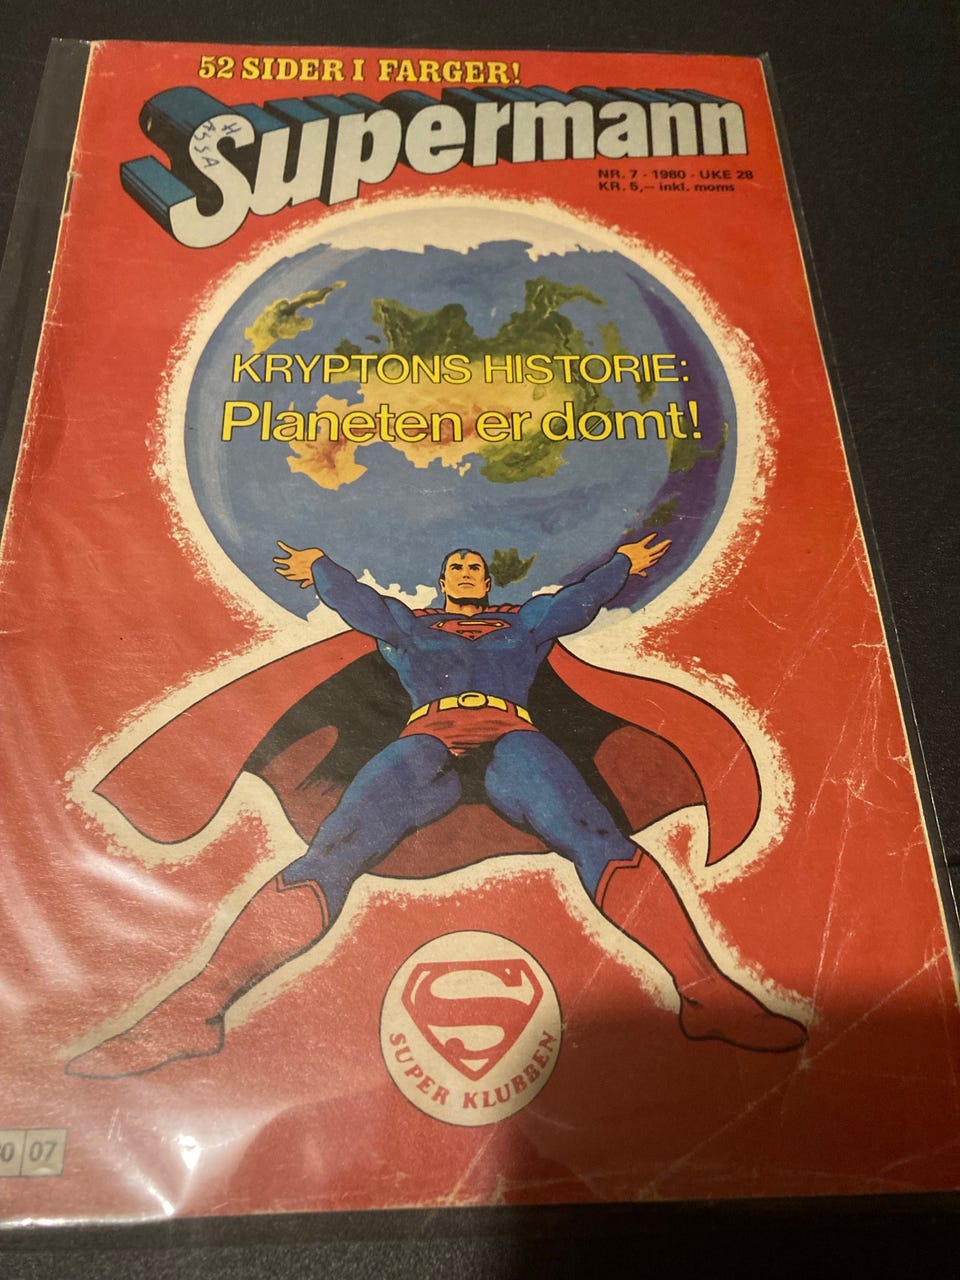 52 SIDER I FARGER!
Supermann
NR. 7 - 1980 - UKE 28
KR. 5,— inkl. moms
KRYPTONS HISTORIE:
Planeten er dømt!
S
SUPER KLUBBEN
07